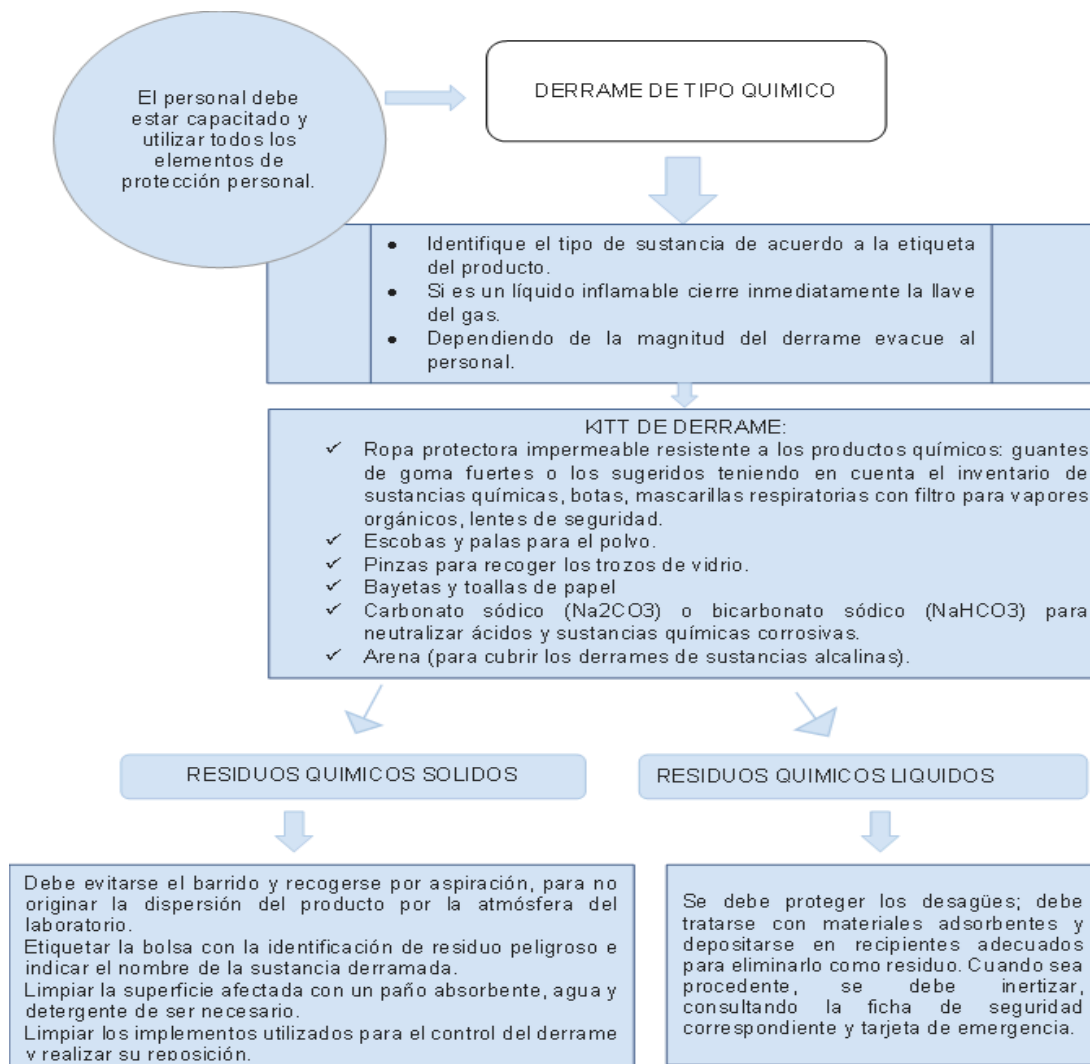 El personal debe
estar capacitado y
utilizar todos los
elementos de
protección personal.
DERRAME DE TIPO QUIMICO
● Identifique el tipo de sustancia de acuerdo a la etiqueta
del producto.
● Si es un líquido inflamable cierre inmediatamente la llave
del gas.
● Dependiendo de la magnitud del derrame evacue al
personal.
KITT DE DERRAME:
✓ Ropa protectora impermeable resistente a los productos químicos: guantes
de goma fuertes o los sugeridos teniendo en cuenta el inventario de
sustancias químicas, botas, mascarillas respiratorias con filtro para vapores
orgánicos, lentes de seguridad.
✓ Escobas y palas para el polvo.
✓ Pinzas para recoger los trozos de vidrio.
✓ Bayetas y toallas de papel
✓ Carbonato sódico (Na2CO3) o bicarbonato sódico (NaHCO3) para
neutralizar ácidos y sustancias químicas corrosivas.
✓ Arena (para cubrir los derrames de sustancias alcalinas).
RESIDUOS QUIMICOS SOLIDOS
Debe evitarse el barrido y recogerse por aspiración, para no
originar la dispersión del producto por la atmósfera del
laboratorio.
Etiquetar la bolsa con la identificación de residuo peligroso e
indicar el nombre de la sustancia derramada.
Limpiar la superficie afectada con un paño absorbente, agua y
detergente de ser necesario.
Limpiar los implementos utilizados para el control del derrame
y realizar su reposición.
RESIDUOS QUIMICOS LIQUIDOS
Se debe proteger los desagües; debe
tratarse con materiales adsorbentes y
depositarse en recipientes adecuados
para eliminarlo como residuo. Cuando sea
procedente, se debe inertizar,
consultando la ficha de seguridad
correspondiente y tarjeta de emergencia.